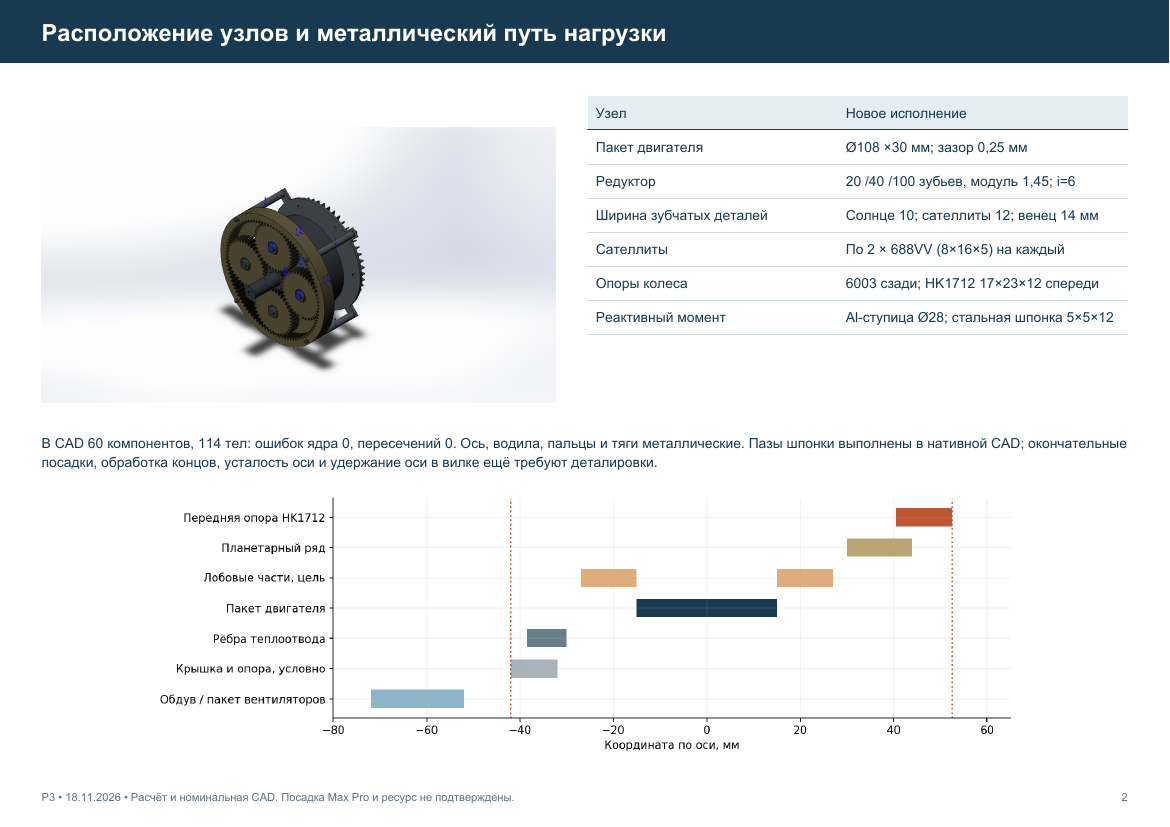 Расположение узлов и металлический путь нагрузки
Узел Новое исполнение
Пакет двигателя Ø108 ×30 мм; зазор 0,25 мм
Редуктор 20 /40 /100 зубьев, модуль 1,45; i=6
Ширина зубчатых деталей Солнце 10; сателлиты 12; венец 14 мм
Сателлиты По 2 × 688VV (8×16×5) на каждый
Опоры колеса 6003 сзади; HK1712 17×23×12 спереди
Реактивный момент Al-ступица Ø28; стальная шпонка 5×5×12
В CAD 60 компонентов, 114 тел: ошибок ядра 0, пересечений 0. Ось, водила, пальцы и тяги металлические. Пазы шпонки выполнены в нативной CAD; окончательные
посадки, обработка концов, усталость оси и удержание оси в вилке ещё требуют деталировки.
Передняя опора HK1712
Планетарный ряд
Лобовые части, цель
Пакет двигателя
Рёбра теплоотвода
Крышка и опора, условно
Обдув / пакет вентиляторов
−80 −60 −40 −20 0 20 40 60
Координата по оси, мм
P3 • 18.11.2026 • Расчёт и номинальная CAD. Посадка Max Pro и ресурс не подтверждены. 2